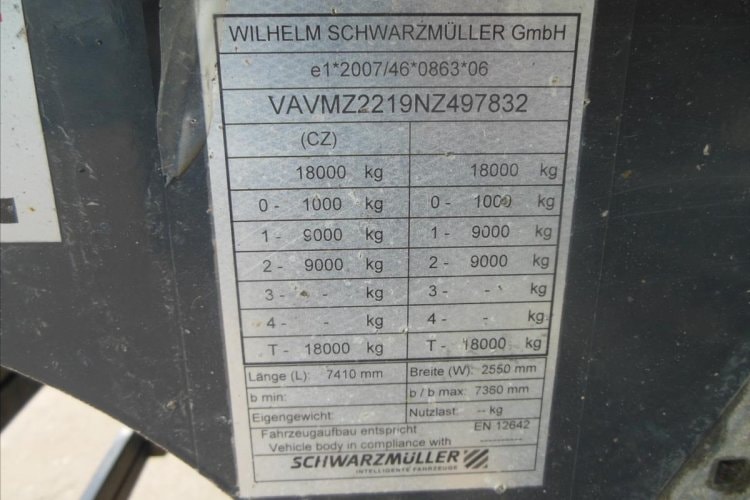 WILHELM SCHWARZMÜLLER GmbH
e1*2007/46*0863*06
VAVMZ2219NZ497832
(CZ)
18000 kg 18000 kg
0 - 1000 kg 0 - 1000 kg
1 - 9000 kg 1 - 9000 kg
2 - 9000 kg 2 - 9000 kg
3 - - kg 3 - - kg
4 - - kg 4 - - kg
T - 18000 kg T - 18000 kg
Länge (L): 7410 mm Breite (W): 2550 mm
b min: b / b max: 7360 mm
Eigengewicht: Nutzlast: -- kg
Fahrzeugaufbau entspricht EN 12642
Vehicle body in compliance with ----------
SCHWARZMÜLLER
INTELLIGENTE FAHRZEUGE